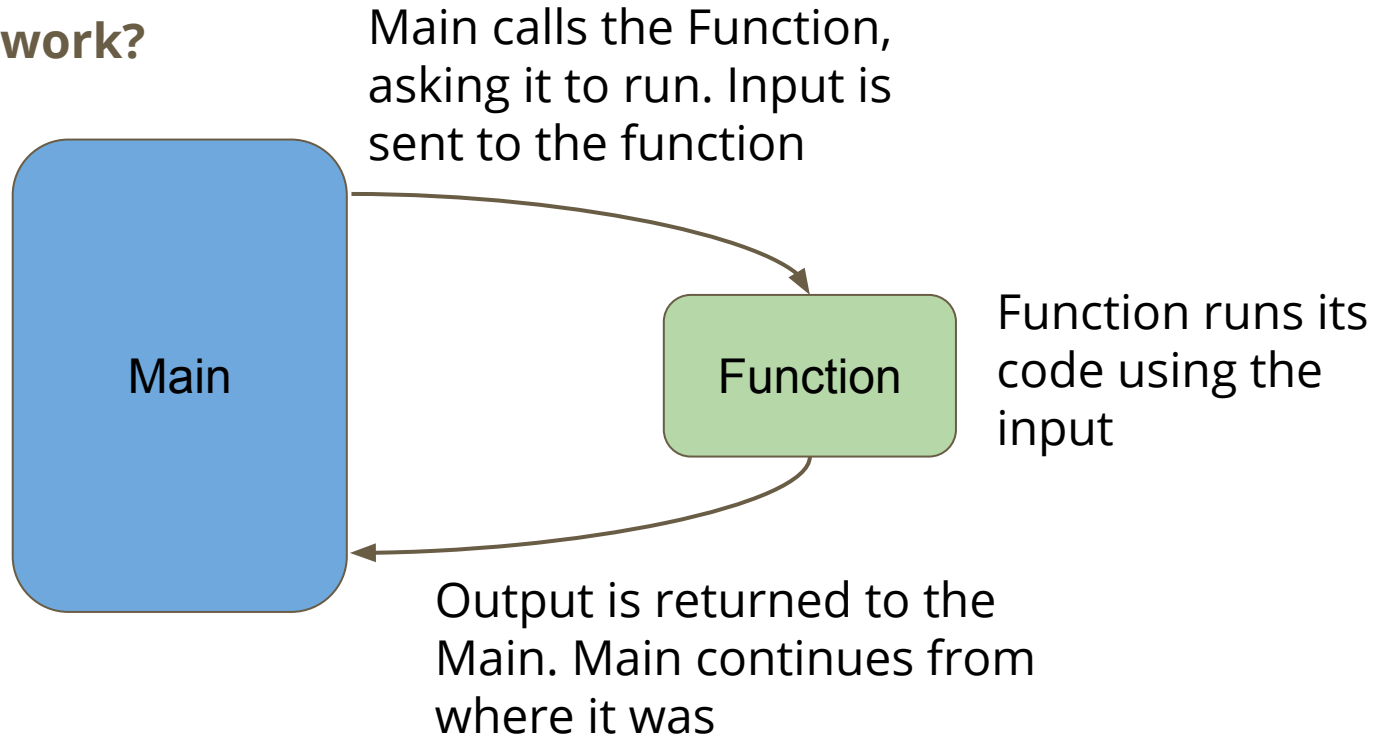 work?
Main calls the Function,
asking it to run. Input is
sent to the function
Main
Function
Function runs its
code using the
input
Output is returned to the
Main. Main continues from
where it was